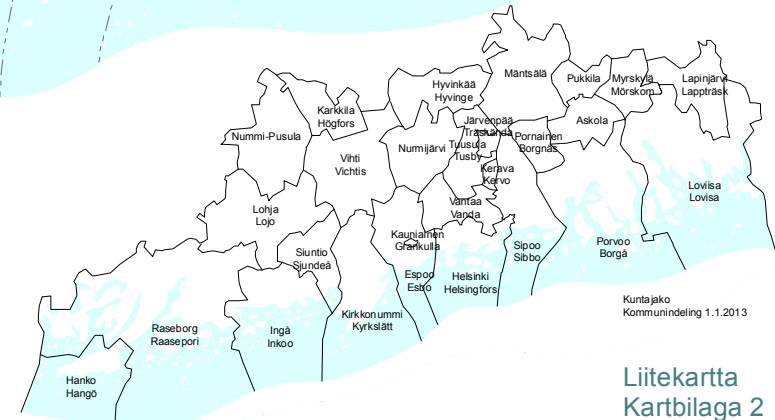 Mäntsälä
Pukkila
Myrskylä
Mörskom
Lapinjärvi
Lappträsk
Hyvinkää
Hyvinge
Karkkila
Högfors
Nummi-Pusula
Järvenpää
Träskända
Askola
Pornainen
Borgnäs
Nurmijärvi
Tuusula
Tusby
Vihti
Vichtis
Kerava
Kervo
Loviisa
Lovisa
Vantaa
Vanda
Lohja
Lojo
Kauniainen
Grankulla
Sipoo
Sibbo
Porvoo
Borgå
Siuntio
Sjundeå
Espoo
Esbo
Helsinki
Helsingfors
Kuntajako
Kommunindeling 1.1.2013
Kirkkonummi
Kyrkslätt
Raseborg
Raasepori
Ingå
Inkoo
Hanko
Hangö
Liitekartta
Kartbilaga 2